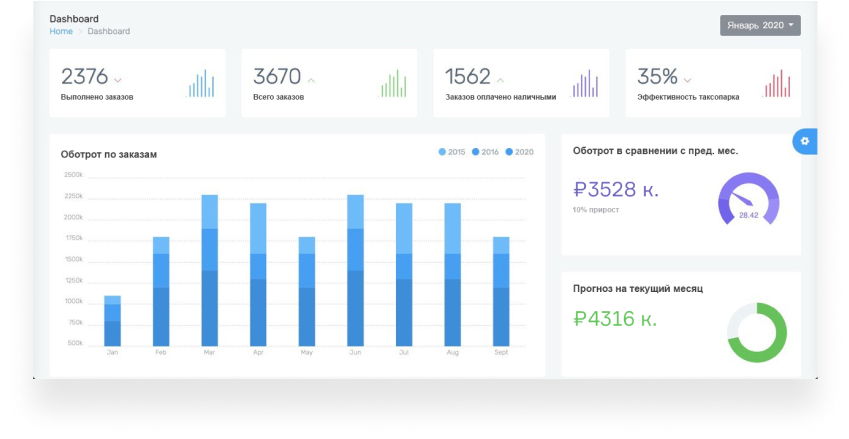 Dashboard
Home > Dashboard
Январь 2020
2376
Выполнено заказов
3670
Всего заказов
1562
Заказов оплачено наличными
35%
Эффективность таксопарка
Оботрот по заказам
2015 2016 2020
2500k
2250k
2000k
1750k
1500k
1250k
1000k
750k
500k
Jan Feb Mar Apr May Jun Jul Aug Sept
Оботрот в сравнении с пред. мес.
₽3528 к.
10% прирост
28.42
Прогноз на текущий месяц
₽4316 к.